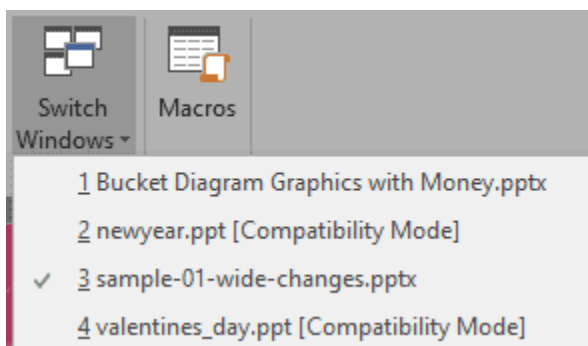 Switch
Windows
Macros
1 Bucket Diagram Graphics with Money.pptx
2 newyear.ppt [Compatibility Mode]
3 sample-01-wide-changes.pptx
4 valentines_day.ppt [Compatibility Mode]